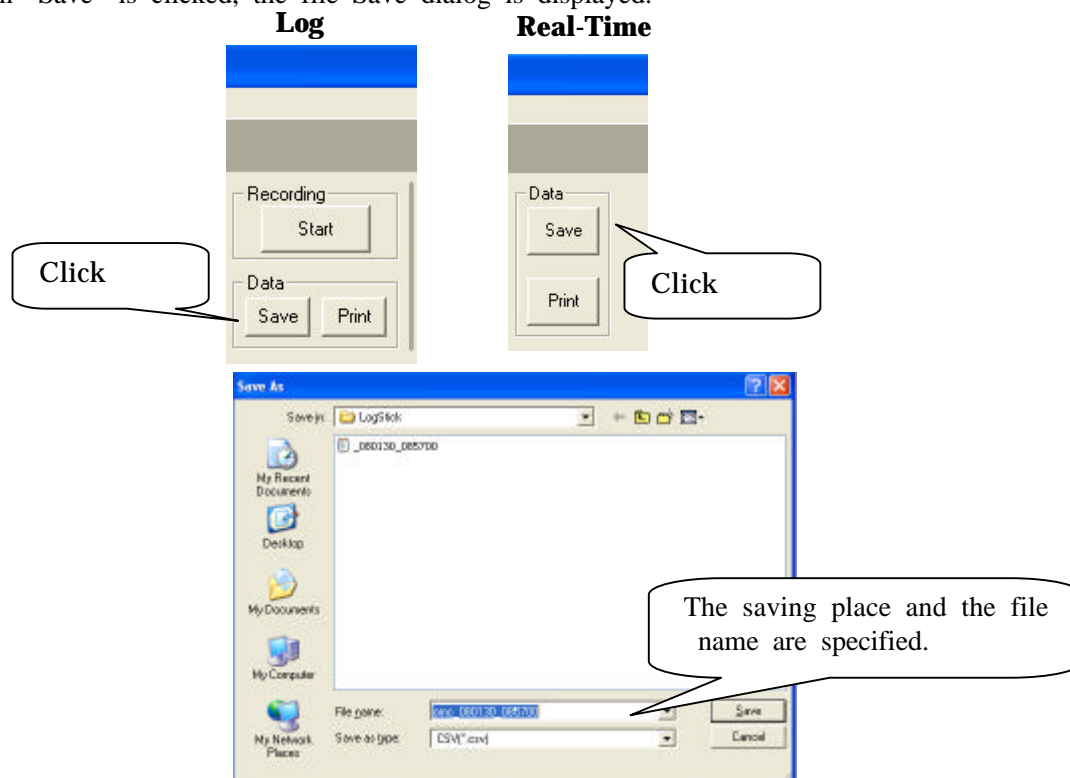 "Save" is clicked, the file Save dialog is displayed.
Log Real-Time
Recording
Start
Data
Save Print
Click
Data
Save
Print
Click
Save As
Save in: LogStick
_080130_085700
My Recent
Documents
Desktop
My Documents
My Computer
My Network
Places
The saving place and the file
name are specified.
File name: _080130_085700
Save as type: CSV(*.csv)
Save
Cancel